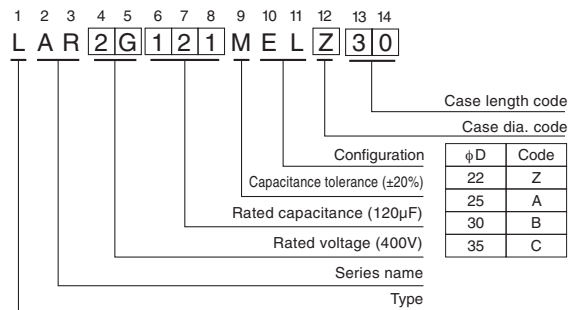 1 2 3 4 5 6 7 8 9 10 11 12 13 14
L A R 2 G 1 2 1 M E L Z 3 0
Case length code
Case dia. code
Configuration
Capacitance tolerance (±20%)
Rated capacitance (120µF)
Rated voltage (400V)
Series name
Type
ϕD Code
22 Z
25 A
30 B
35 C